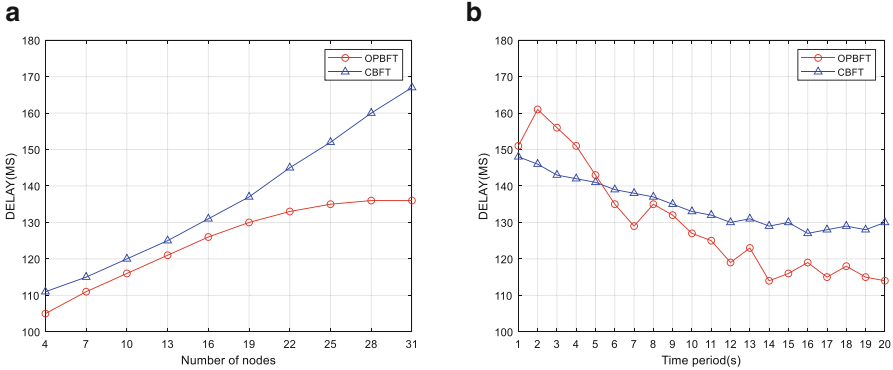 a
180
170
160
150
140
130
120
110
100
DELAY(MS)
4 7 10 13 16 19 22 25 28 31
Number of nodes
OPBFT
CBFT
b
180
170
160
150
140
130
120
110
100
DELAY(MS)
1 2 3 4 5 6 7 8 9 10 11 12 13 14 15 16 17 18 19 20
Time period(s)
OPBFT
CBFT